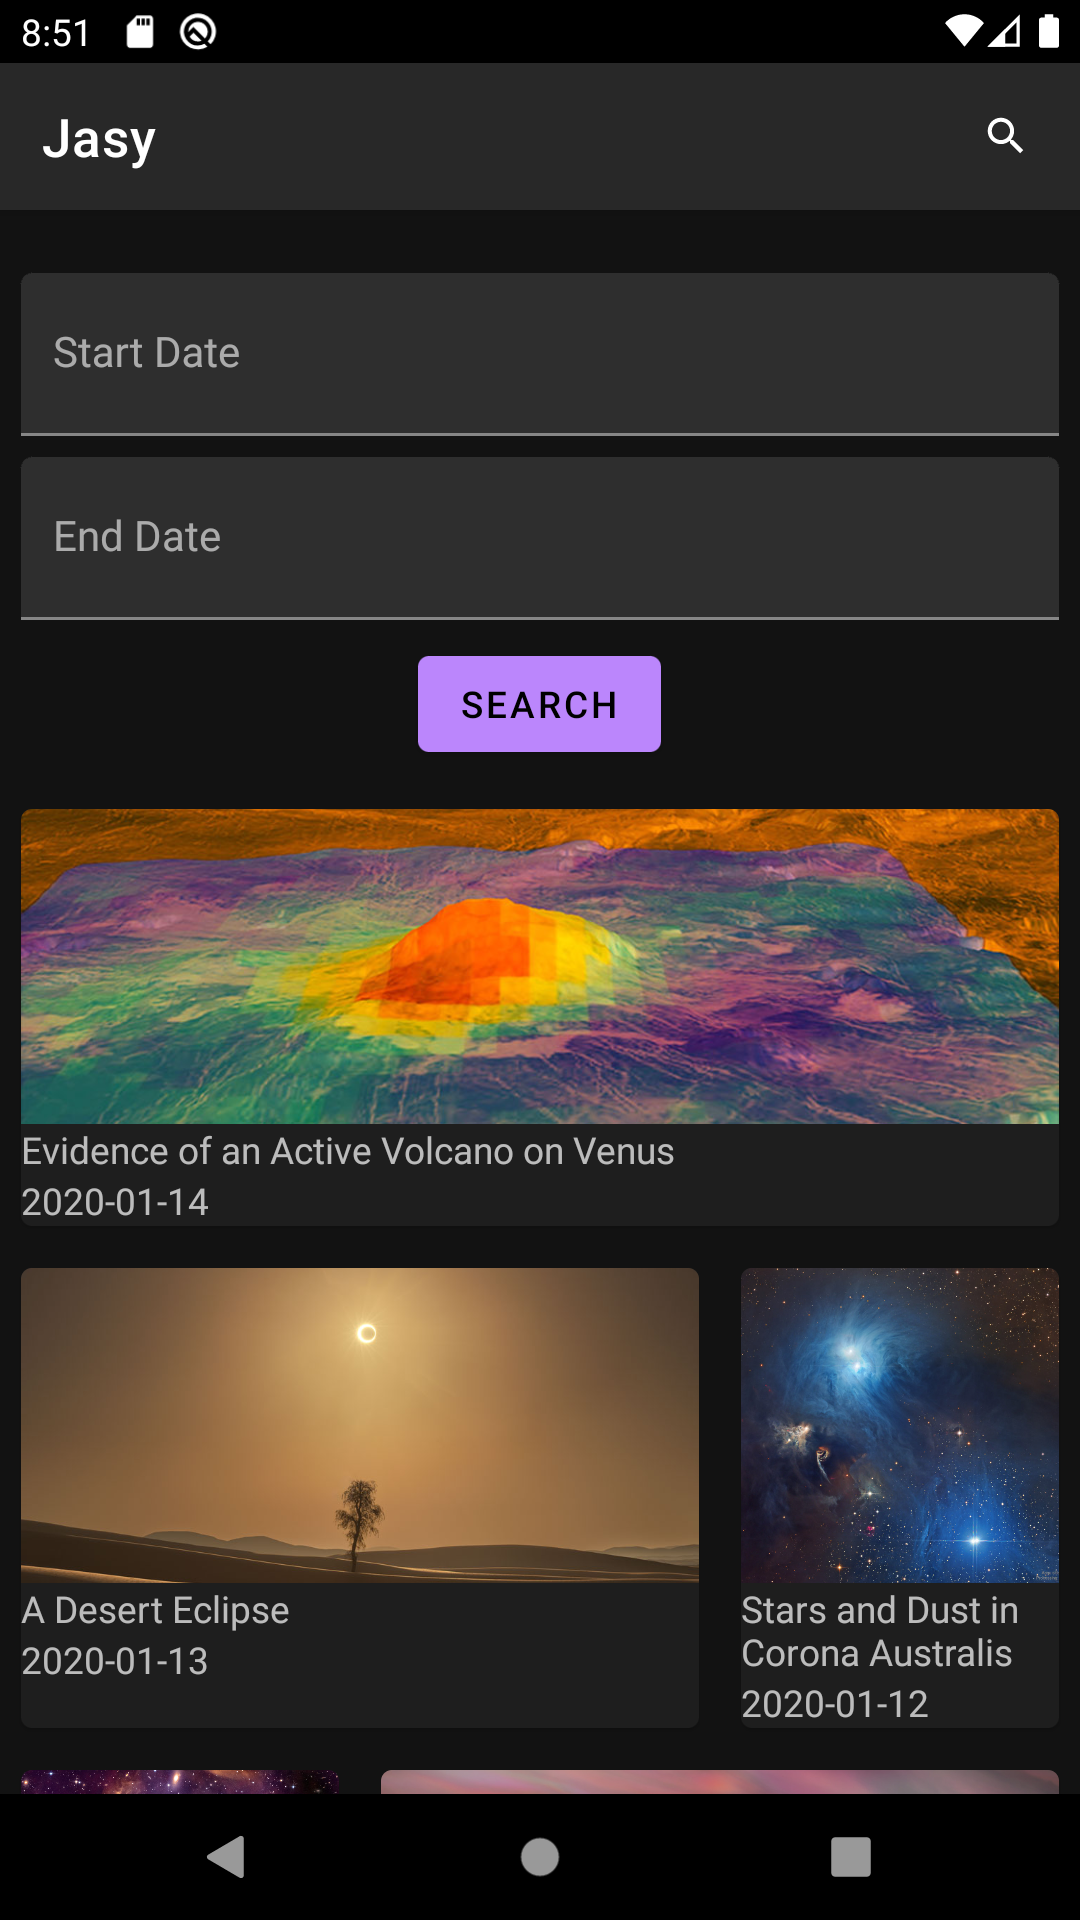 8:51
Jasy
Start Date
End Date
SEARCH
Evidence of an Active Volcano on Venus
2020-01-14
A Desert Eclipse
2020-01-13
Stars and Dust in
Corona Australis
2020-01-12